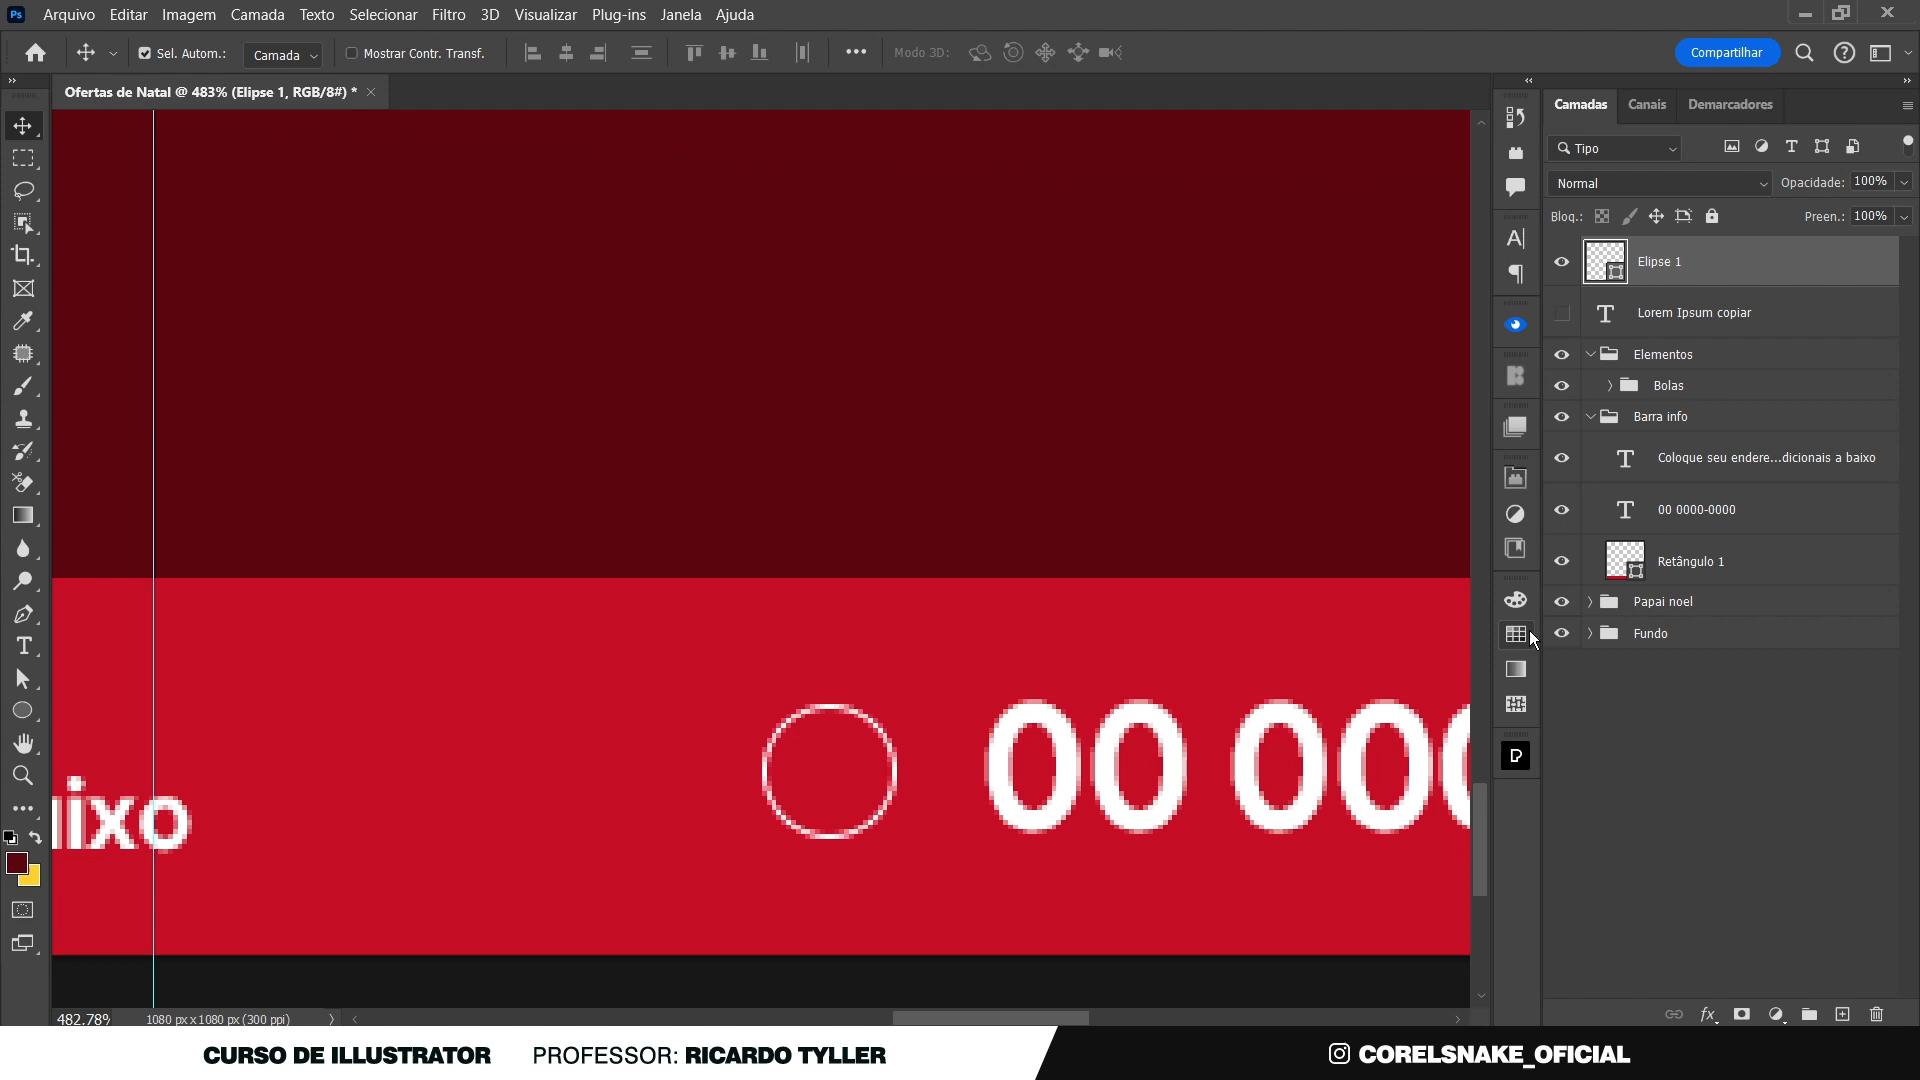 Ps Arquivo Editar Imagem Camada Texto Selecionar Filtro 3D Visualizar Plug-ins Janela Ajuda
Sel. Autom.: Camada Mostrar Contr. Transf. Modo 3D: Compartilhar
Ofertas de Natal @ 483% (Elipse 1, RGB/8#) *
Camadas Canais Demarcadores
Tipo
Normal Opacidade: 100%
Bloq.: Preen.: 100%
Elipse 1
Lorem Ipsum copiar
Elementos
Bolas
Barra info
Coloque seu endere...dicionais a baixo
00 0000-0000
Retângulo 1
Papai noel
Fundo
00 000
ixo
482,78% 1080 px x 1080 px (300 ppi)
CURSO DE ILLUSTRATOR PROFESSOR: RICARDO TYLLER CORELSNAKE_OFICIAL